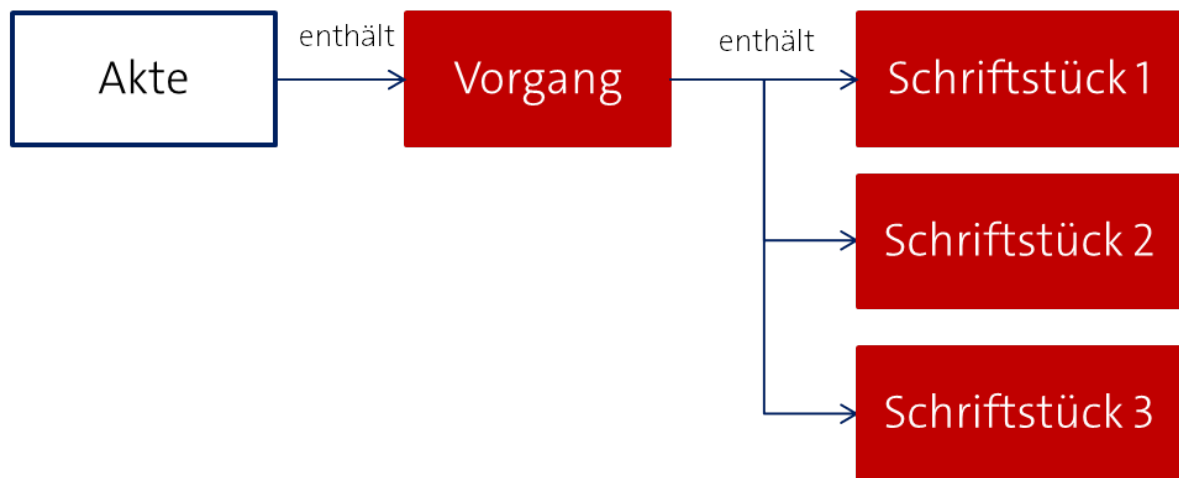 enthält
enthält
Akte
Vorgang
Schriftstück 1
Schriftstück 2
Schriftstück 3